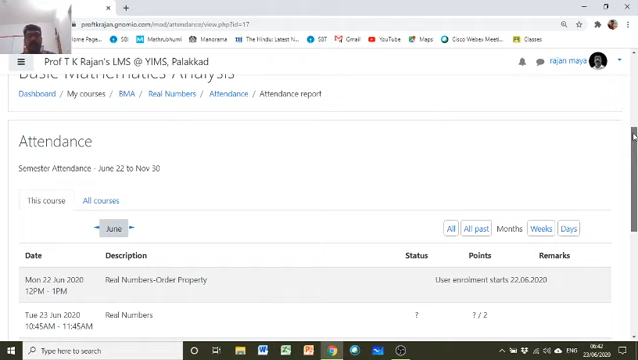 proftkrajan.gnomio.com/mod/attendance/view.php?id=17
Home Page... SBI Mathrubhumi Manorama The Hindu: Latest N... SBT Gmail YouTube Maps Cisco Webex Meeti... Classes
Prof T K Rajan's LMS @ YIMS, Palakkad rajan maya
Basic Mathematics Analysis
Dashboard / My courses / BMA / Real Numbers / Attendance / Attendance report
Attendance
Semester Attendance - June 22 to Nov 30
This course All courses
June All All past Months Weeks Days
Date Description Status Points Remarks
Mon 22 Jun 2020 Real Numbers-Order Property User enrolment starts 22.06.2020
12PM - 1PM
Tue 23 Jun 2020 Real Numbers ? ? / 2
10:45AM - 11:45AM
Type here to search ENG 06:42
23/06/2020